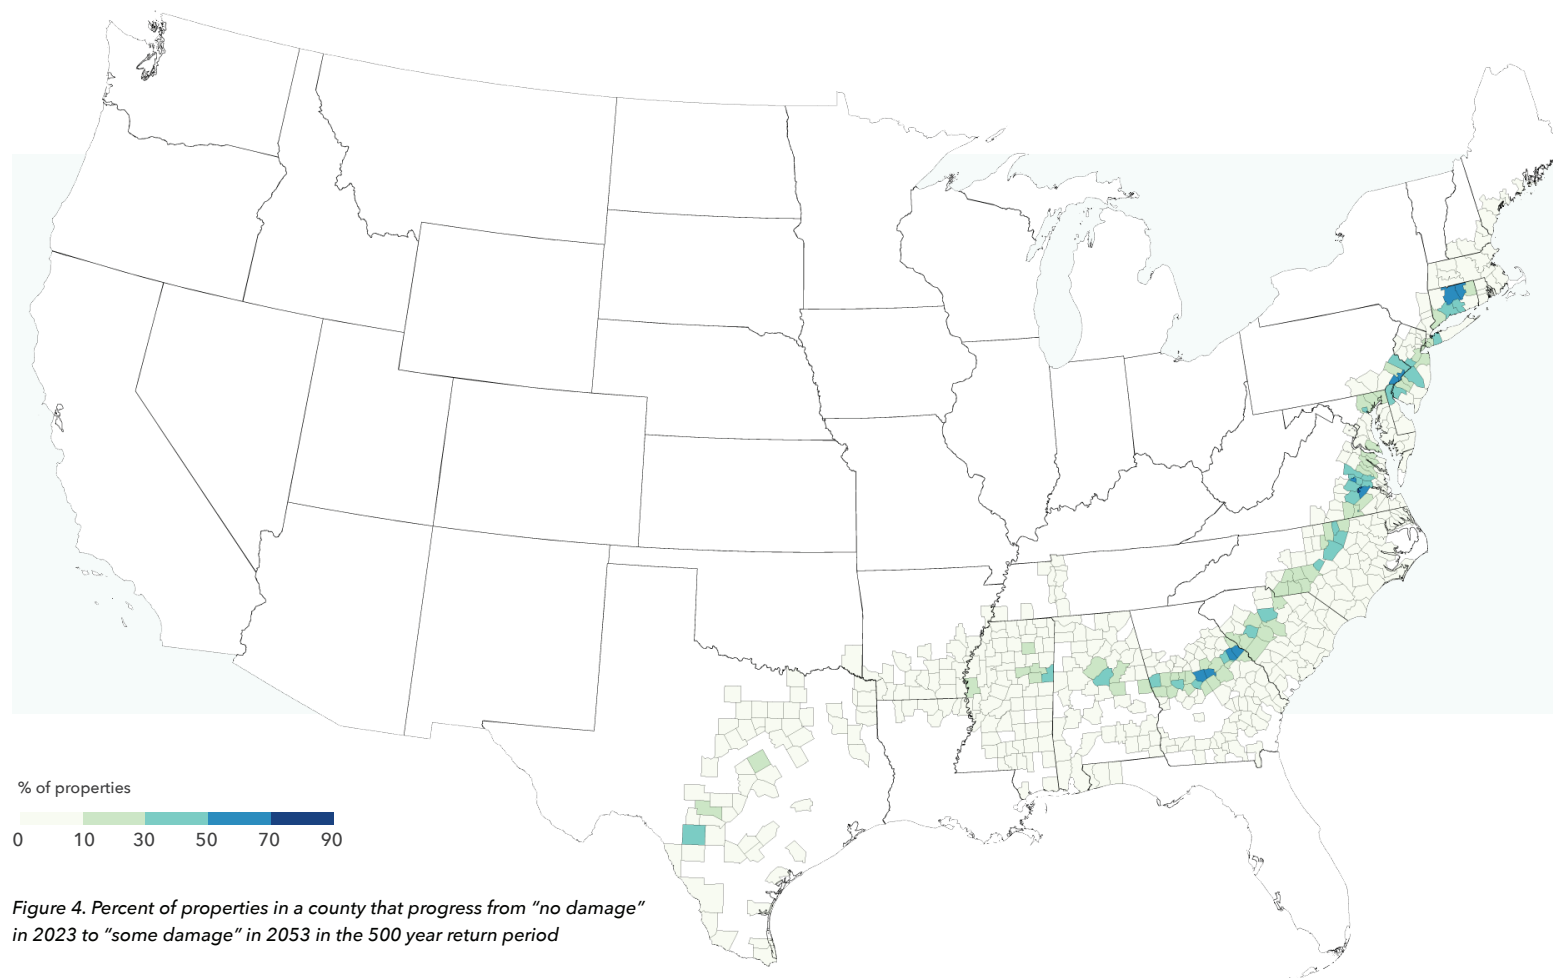 % of properties
0 10 30 50 70 90
Figure 4. Percent of properties in a county that progress from “no damage”
in 2023 to “some damage” in 2053 in the 500 year return period